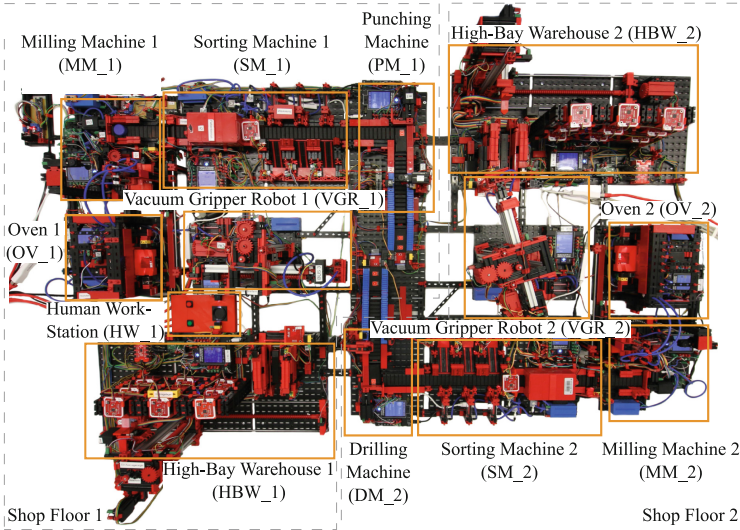 Milling Machine 1
(MM_1)
Sorting Machine 1
(SM_1)
Punching
Machine
(PM_1)
High-Bay Warehouse 2 (HBW_2)
Vacuum Gripper Robot 1 (VGR_1)
Oven 1
(OV_1)
Oven 2 (OV_2)
Human Work-
Station (HW_1)
Vacuum Gripper Robot 2 (VGR_2)
High-Bay Warehouse 1
(HBW_1)
Drilling
Machine
(DM_2)
Sorting Machine 2
(SM_2)
Milling Machine 2
(MM_2)
Shop Floor 1
Shop Floor 2